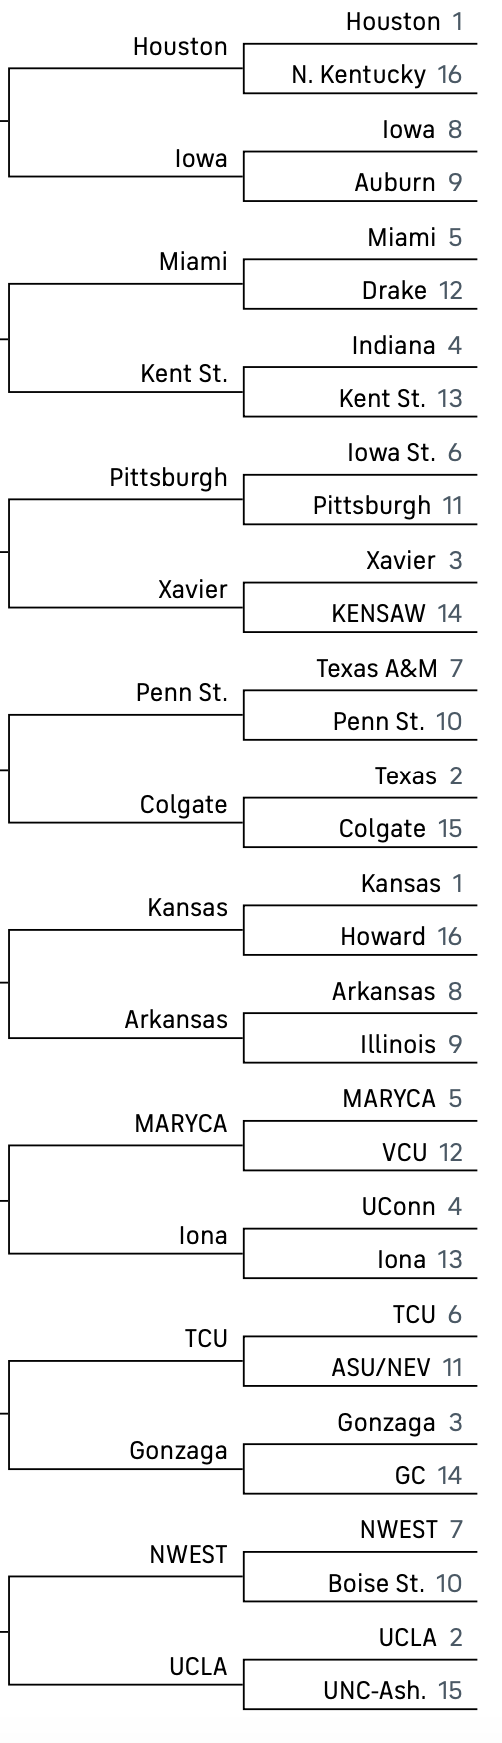 Houston 1
Houston
N. Kentucky 16
Iowa 8
Iowa
Auburn 9
Miami 5
Miami
Drake 12
Indiana 4
Kent St.
Kent St. 13
Iowa St. 6
Pittsburgh
Pittsburgh 11
Xavier 3
Xavier
KENSAW 14
Texas A&M 7
Penn St.
Penn St. 10
Texas 2
Colgate
Colgate 15
Kansas 1
Kansas
Howard 16
Arkansas 8
Arkansas
Illinois 9
MARYCA 5
MARYCA
VCU 12
UConn 4
Iona
Iona 13
TCU 6
TCU
ASU/NEV 11
Gonzaga 3
Gonzaga
GC 14
NWEST 7
NWEST
Boise St. 10
UCLA 2
UCLA
UNC-Ash. 15